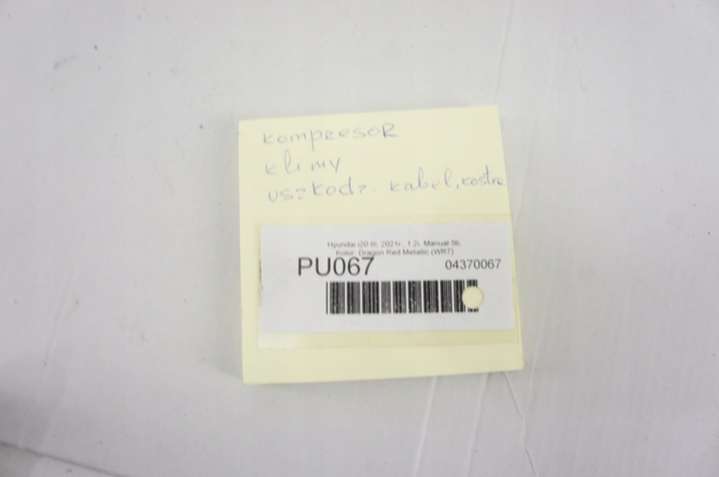 kompresor
klimy
uszkodz. kabel, kostka
Hyundai i20 III, 2021r., 1.2i, Manual 5b,
Kolor: Dragon Red Metallic (WR7)
PU067 04370067